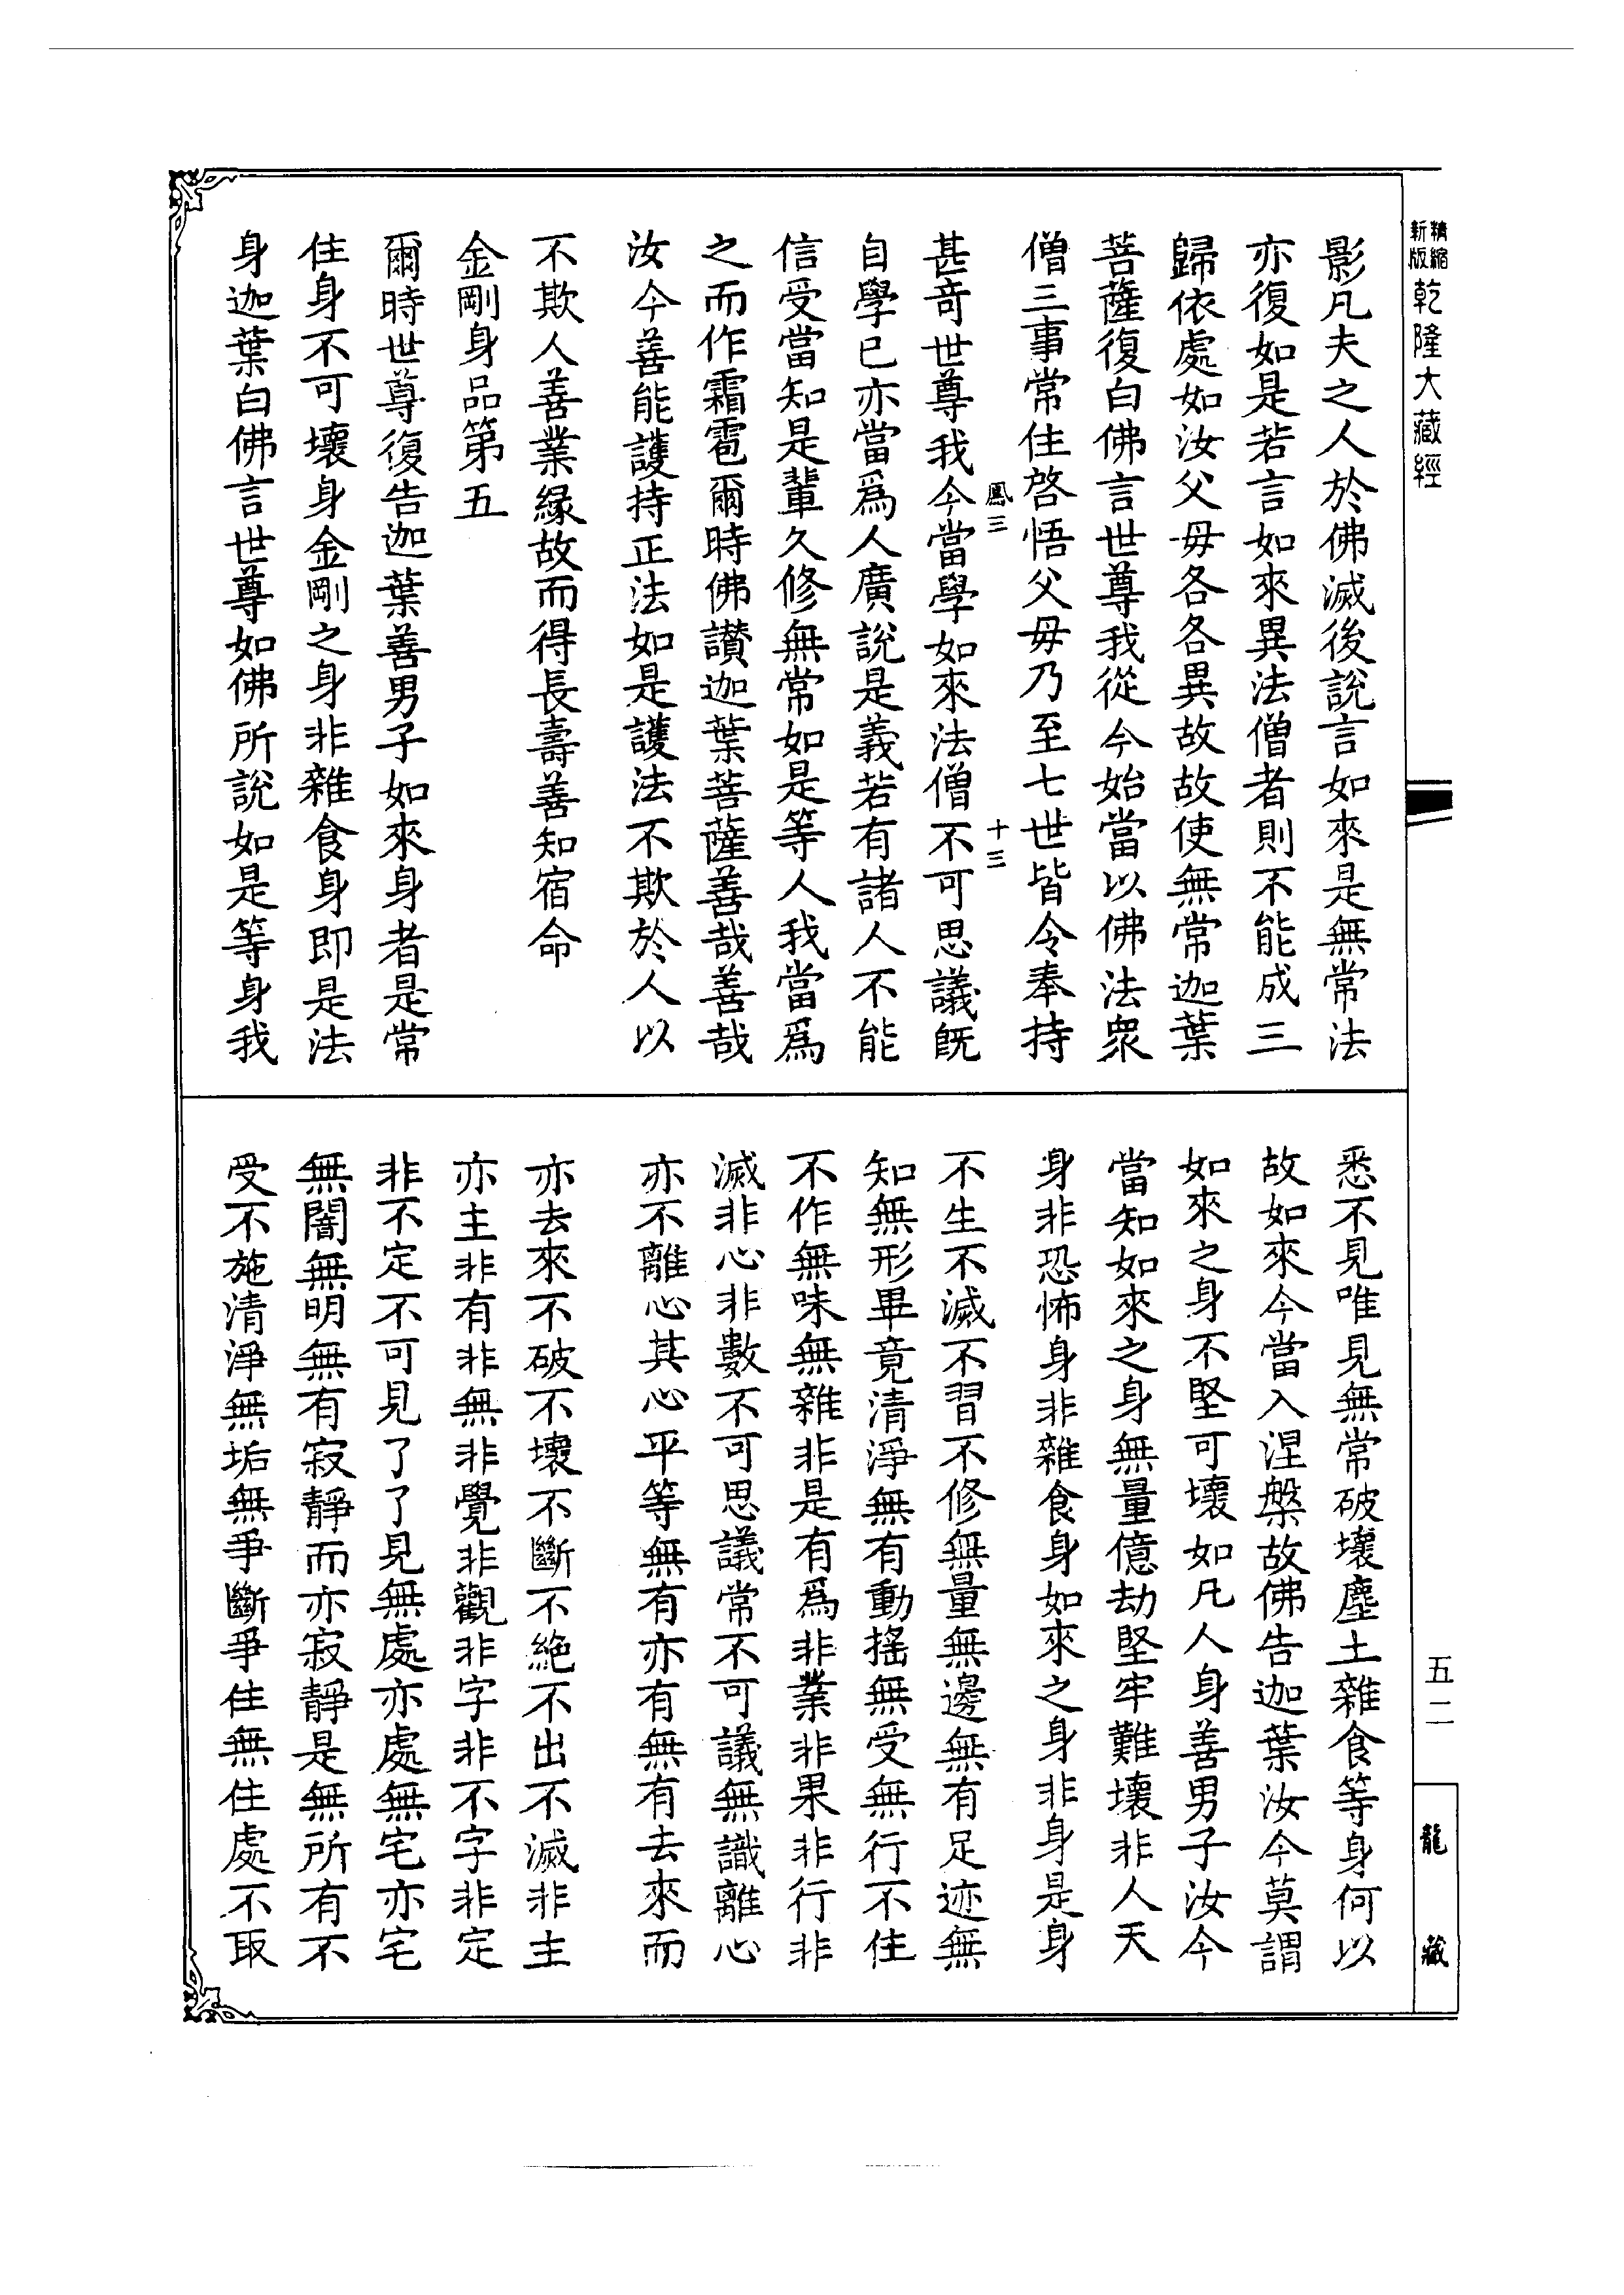 精縮新版乾隆大藏經
影凡夫之人於佛滅後說言如來是無常法
亦復如是若言如來異法僧者則不能成三
歸依處如汝父毋各各異故故使無常迦葉
菩薩復白佛言世尊我從今始當以佛法眾
僧三事常住啓悟父毋乃至七世皆令奉持
鳳三 十三
甚竒世尊我今當學如來法僧不可思議旣
自學已亦當爲人廣說是義若有諸人不能
信受當知是輩久修無常如是等人我當爲
之而作霜雹爾時佛讃迦葉菩薩善哉善哉
汝今善能護持正法如是護法不欺於人以
不欺人善業緣故而得長壽善知宿命
金剛身品第五
爾時世尊復告迦葉善男子如來身者是常
住身不可壞身金剛之身非雜食身即是法
身迦葉白佛言世尊如佛所說如是等身我
悉不見唯見無常破壞塵土雜食等身何以
故如來今當入涅槃故佛告迦葉汝今莫謂
如來之身不堅可壞如凡人身善男子汝今
當知如來之身無量億劫堅牢難壞非人天
身非恐怖身非雜食身如來之身非身是身
不生不滅不習不修無量無邊無有足迹無
知無形畢竟清淨無有動搖無受無行不住
不作無味無雜非是有爲非業非果非行非
滅非心非數不可思議常不可議無識離心
亦不離心其心平等無有亦有無有去來而
亦去來不破不壞不斷不絕不出不滅非主
亦主非有非無非覺非觀非字非不字非定
非不定不可見了了見無處亦處無宅亦宅
無闇無明無有寂靜而亦寂靜是無所有不
受不施清淨無垢無爭斷爭住無住處不取
五二
龍藏